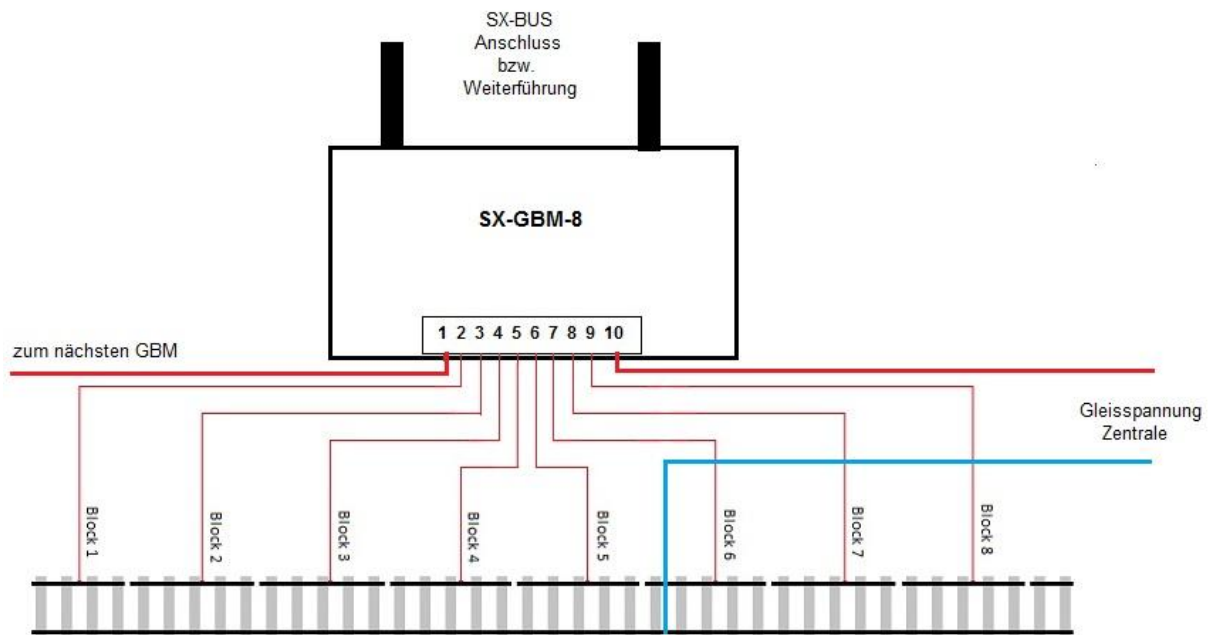 SX-BUS
Anschluss
bzw.
Weiterführung
SX-GBM-8
1 2 3 4 5 6 7 8 9 10
zum nächsten GBM
Gleisspannung
Zentrale
Block 1
Block 2
Block 3
Block 4
Block 5
Block 6
Block 7
Block 8